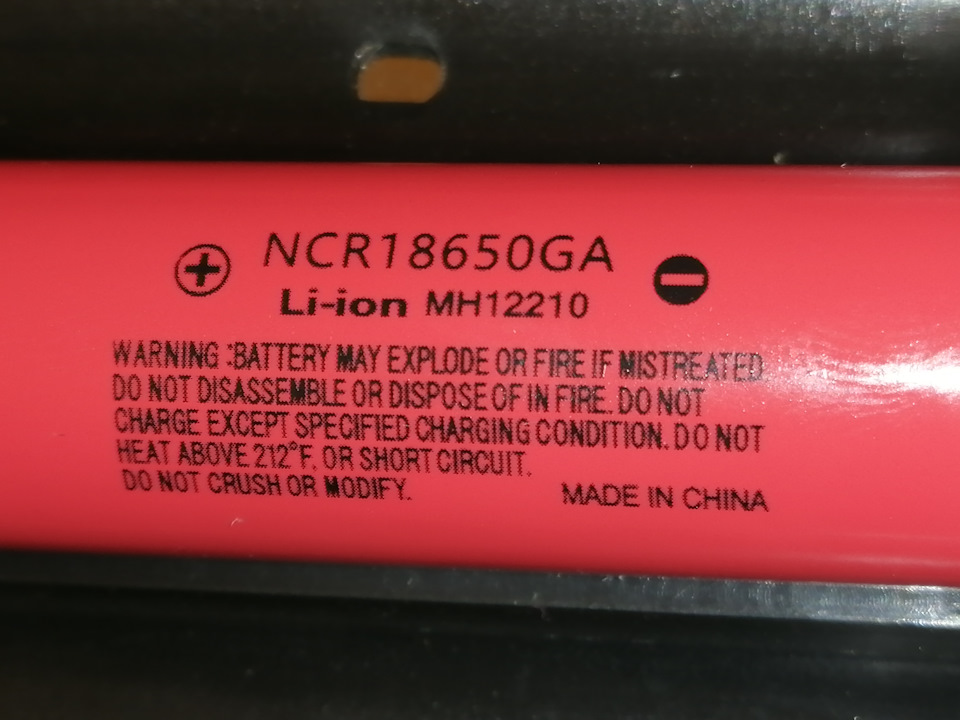 NCR18650GA
Li-ion MH12210
WARNING :BATTERY MAY EXPLODE OR FIRE IF MISTREATED
DO NOT DISASSEMBLE OR DISPOSE OF IN FIRE. DO NOT
CHARGE EXCEPT SPECIFIED CHARGING CONDITION. DO NOT
HEAT ABOVE 212°F. OR SHORT CIRCUIT.
DO NOT CRUSH OR MODIFY.
MADE IN CHINA